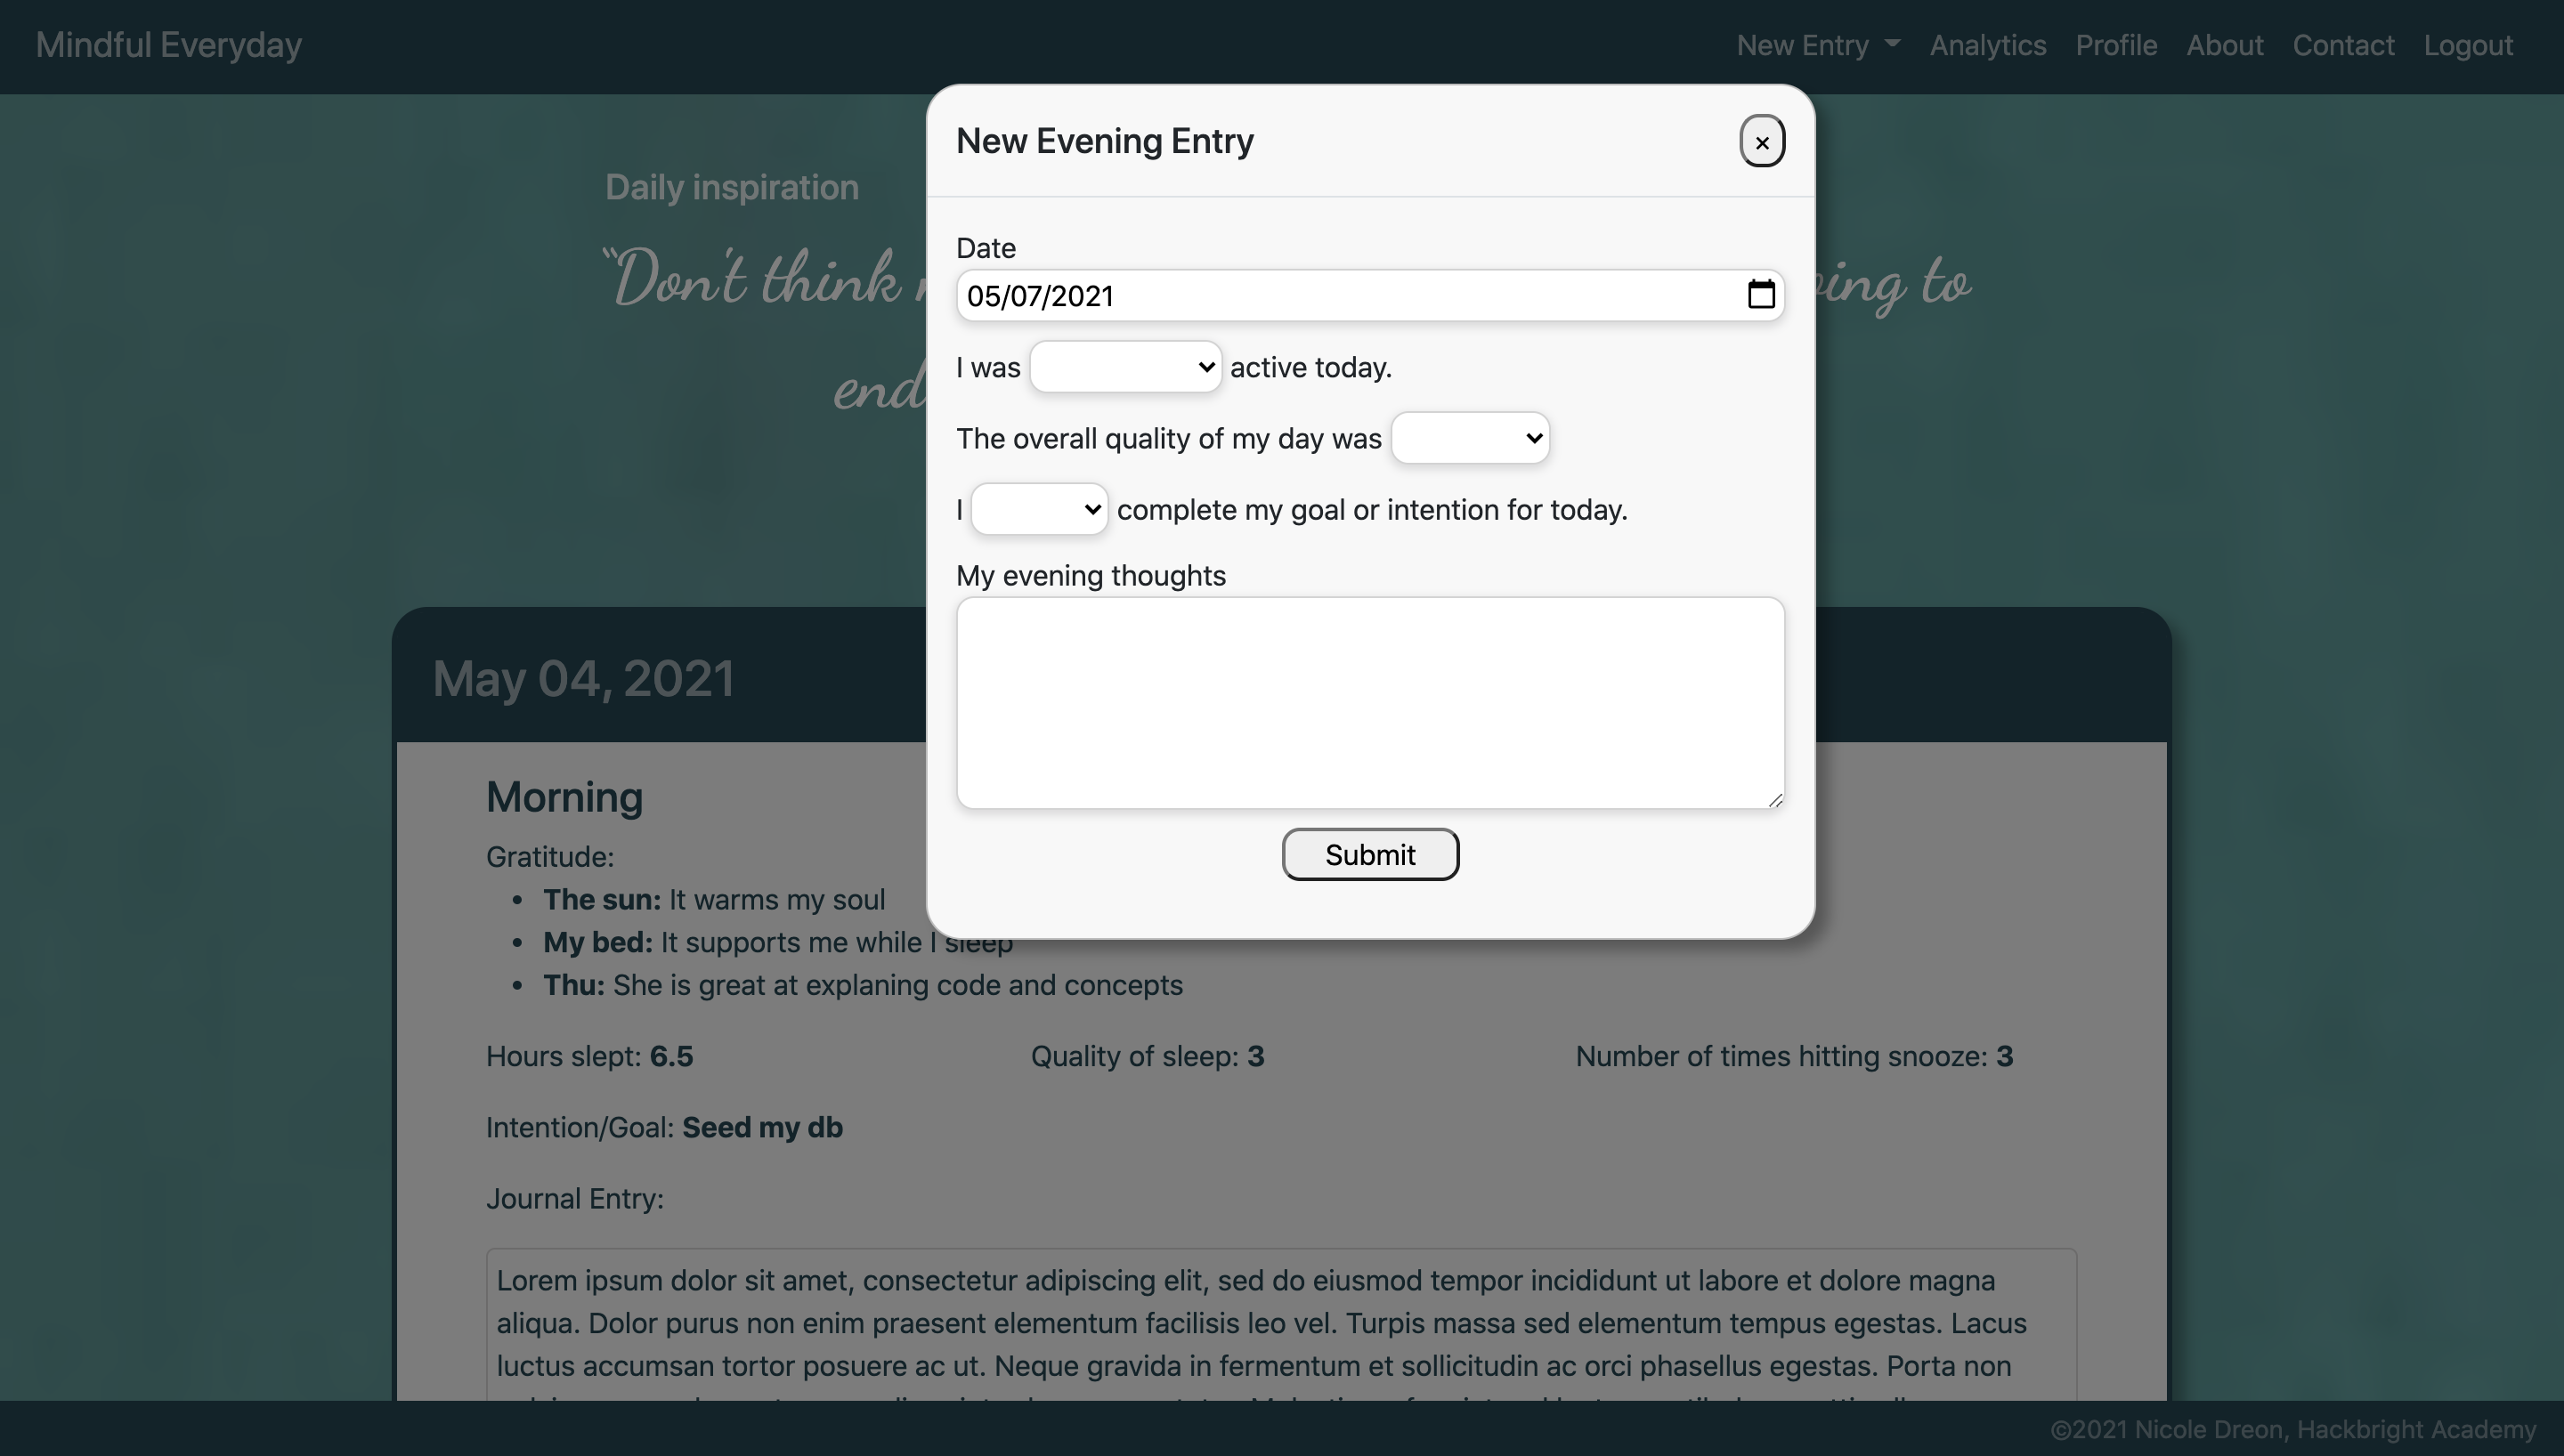 Mindful Everyday
New Entry Analytics Profile About Contact Logout
New Evening Entry
×
Daily inspiration
“Don't think
to
end
Date
05/07/2021
I was active today.
The overall quality of my day was
I complete my goal or intention for today.
My evening thoughts
Submit
May 04, 2021
Morning
Gratitude:
• The sun: It warms my soul
• My bed: It supports me while I sleep
• Thu: She is great at explaning code and concepts
Hours slept: 6.5 Quality of sleep: 3 Number of times hitting snooze: 3
Intention/Goal: Seed my db
Journal Entry:
Lorem ipsum dolor sit amet, consectetur adipiscing elit, sed do eiusmod tempor incididunt ut labore et dolore magna
aliqua. Dolor purus non enim praesent elementum facilisis leo vel. Turpis massa sed elementum tempus egestas. Lacus
luctus accumsan tortor posuere ac ut. Neque gravida in fermentum et sollicitudin ac orci phasellus egestas. Porta non
©2021 Nicole Dreon, Hackbright Academy